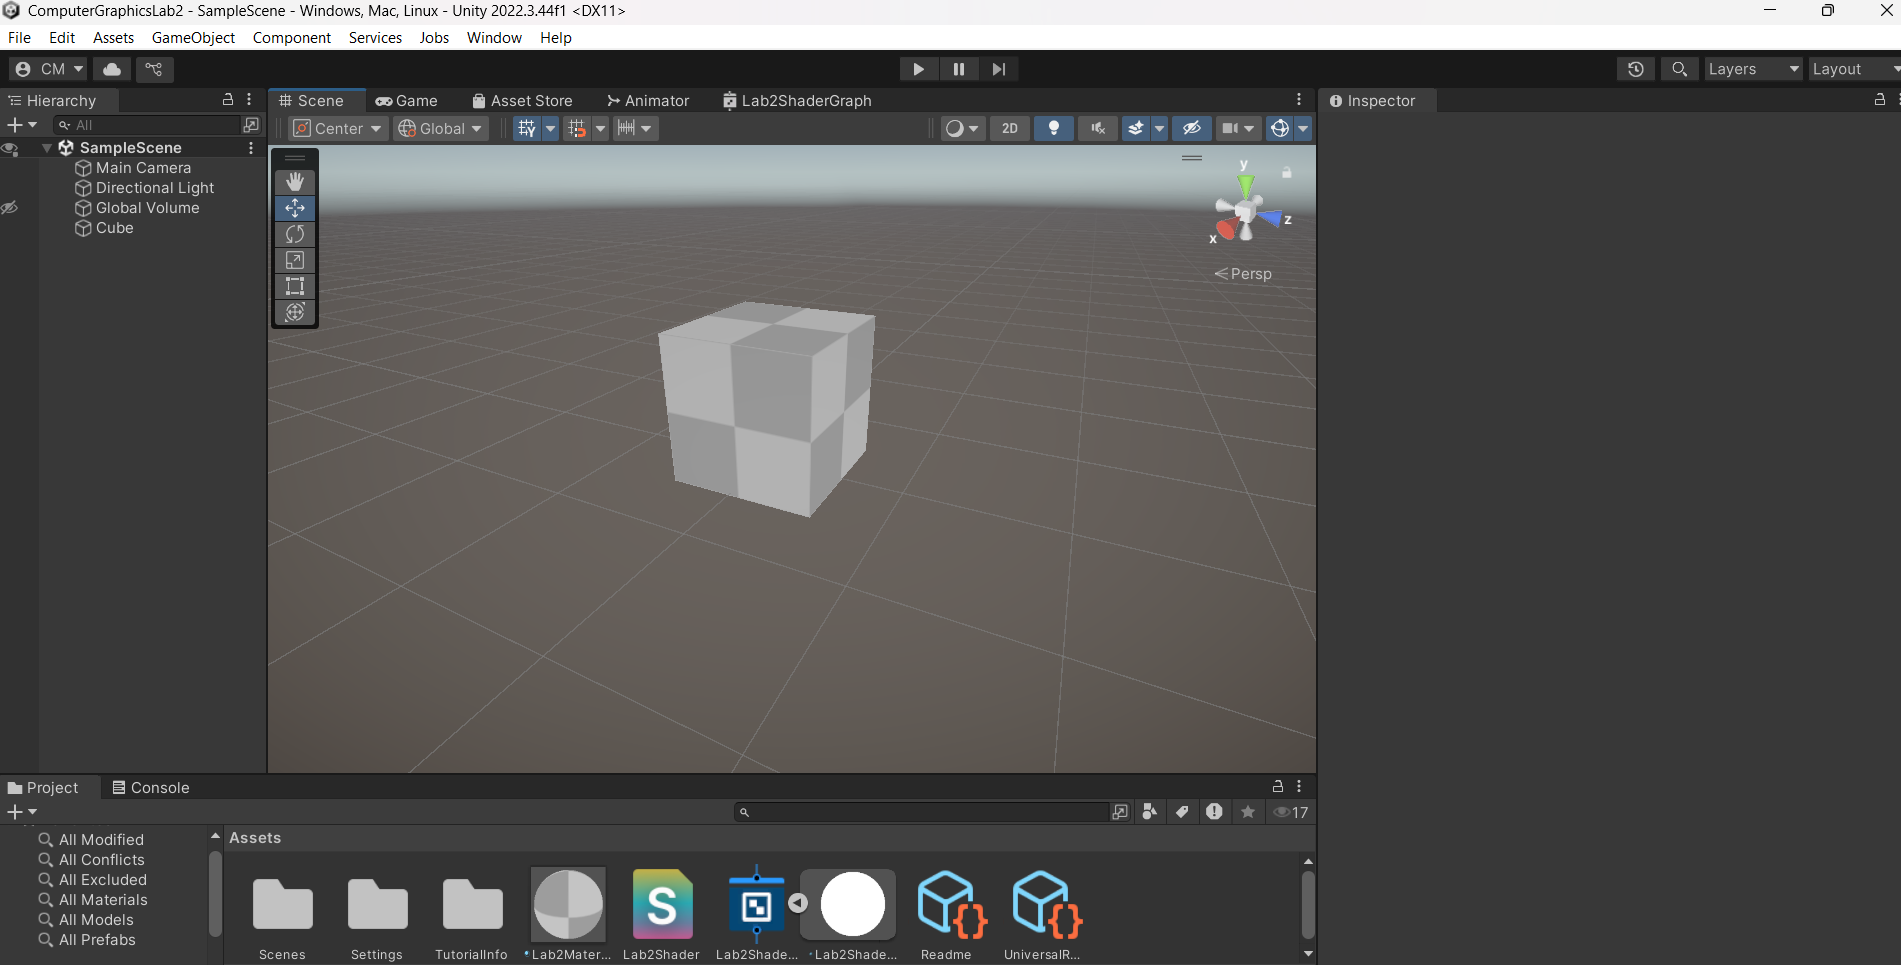 ComputerGraphicsLab2 - SampleScene - Windows, Mac, Linux - Unity 2022.3.44f1 <DX11>
File Edit Assets GameObject Component Services Jobs Window Help
CM Layers Layout
Hierarchy Scene Game Asset Store Animator Lab2ShaderGraph Inspector
All Center Global 2D
SampleScene
Main Camera
Directional Light
Global Volume
Cube
y
z
x
Persp
Project Console
17
All Modified
All Conflicts
All Excluded
All Materials
All Models
All Prefabs
Assets
Scenes Settings TutorialInfo Lab2Mater... Lab2Shader Lab2Shade... Lab2Shade... Readme UniversalR...